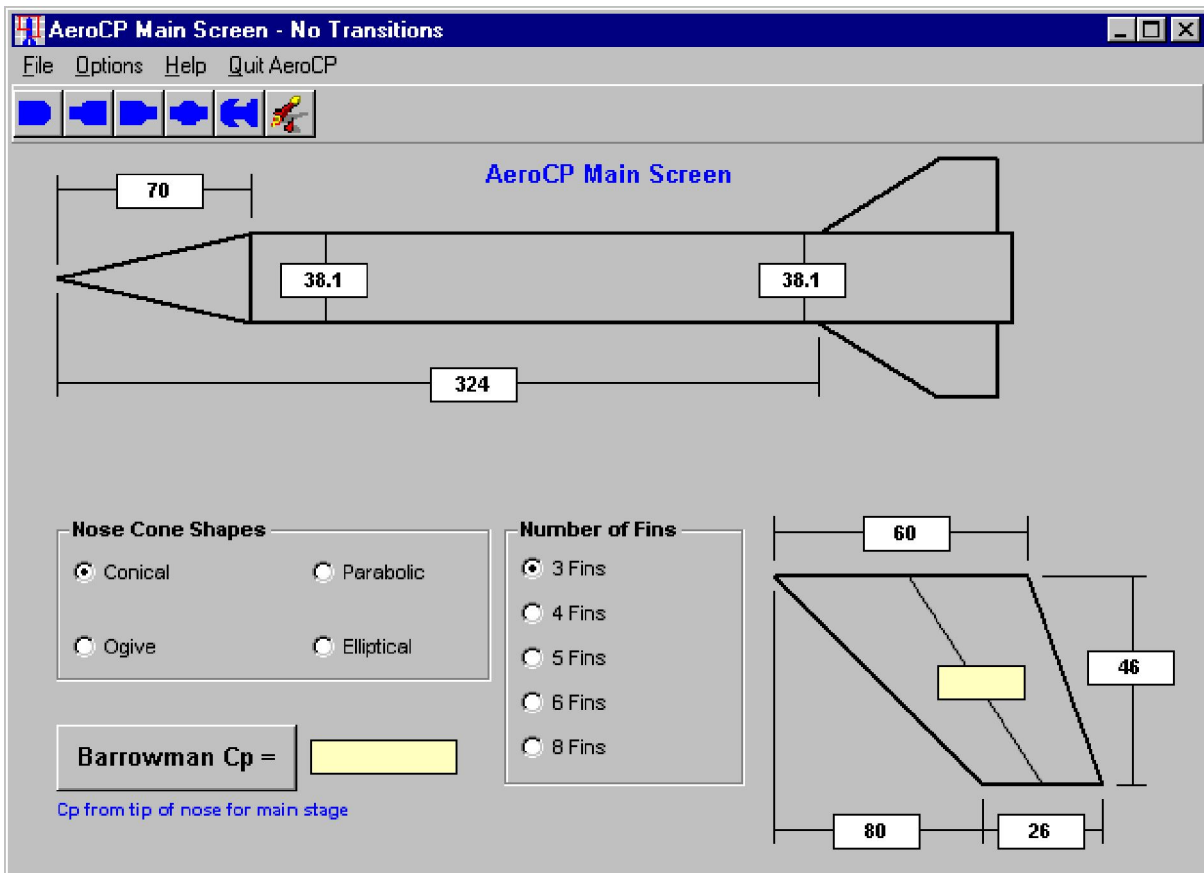 AeroCP Main Screen - No Transitions
File Options Help Quit AeroCP
AeroCP Main Screen
70
38.1
38.1
324
Nose Cone Shapes
Conical
Parabolic
Ogive
Elliptical
Number of Fins
3 Fins
4 Fins
5 Fins
6 Fins
8 Fins
60
46
80
26
Barrowman Cp =
Cp from tip of nose for main stage